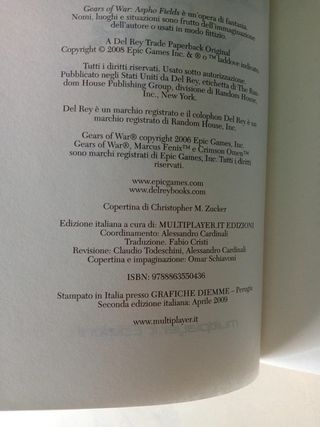 Gears of War: Aspho Fields è un'opera di fantasia.
Nomi, luoghi e situazioni sono frutto dell'immaginazione
dell'autore o usati in modo fittizio.
A Del Rey Trade Paperback Original
Copyright © 2008 Epic Games Inc. & ® o ™ laddove indicato.
Tutti i diritti riservati. Usato sotto autorizzazione.
Pubblicato negli Stati Uniti da Del Rey, etichetta di The Ran-
dom House Publishing Group, divisione di Random House,
Inc., New York.
Del Rey è un marchio registrato e il colophon Del Rey è un
marchio registrato di Random House, Inc.
Gears of War® copyright 2006 Epic Games, Inc.
Gears of War®, Marcus Fenix™ e Crimson Omen™
sono marchi registrati di Epic Games, Inc. Tutti i diritti
riservati.
www.epicgames.com
www.delreybooks.com
Copertina di Christopher M. Zucker
Edizione italiana a cura di: MULTIPLAYER.IT EDIZIONI
Coordinamento: Alessandro Cardinali
Traduzione. Fabio Cristi
Revisione: Claudio Todeschini, Alessandro Cardinali
Copertina e impaginazione: Omar Schiavoni
ISBN: 9788863550436
Stampato in Italia presso GRAFICHE DIEMME – Perugia
Seconda edizione italiana: Aprile 2009
www.multiplayer.it